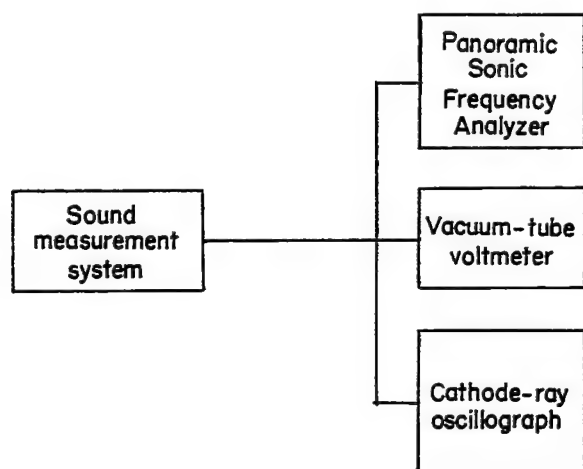 Panoramic
Sonic
Frequency
Analyzer
Sound
measurement
system
Vacuum-tube
voltmeter
Cathode-ray
oscillograph